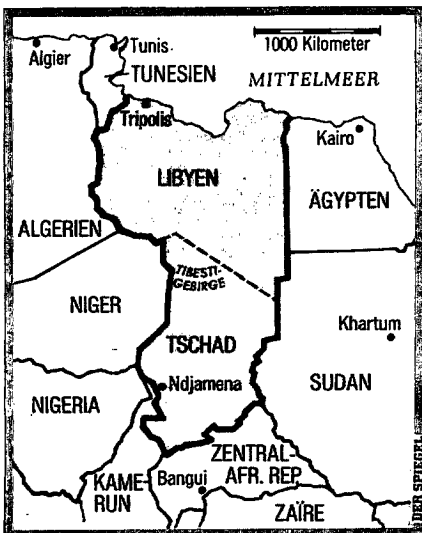 1000 Kilometer
Algier
Tunis
TUNESIEN
MITTELMEER
Tripolis
Kairo
LIBYEN
ÄGYPTEN
ALGERIEN
TIBESTI-
GEBIRGE
NIGER
Khartum
TSCHAD
Ndjamena
SUDAN
NIGERIA
ZENTRAL-
AFR. REP.
KAME-
RUN
Bangui
ZAÏRE
DER SPIEGEL